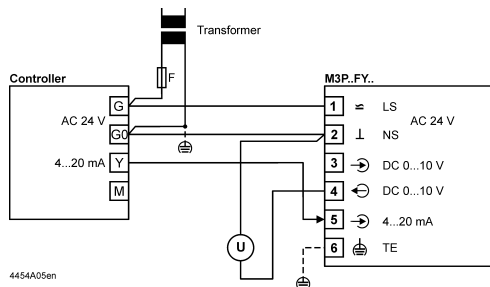 Transformer
F
Controller
M3P..FY..
G
AC 24 V
G0
4...20 mA
Y
M
1 ≂ LS
AC 24 V
2 ⊥ NS
3 DC 0...10 V
4 DC 0...10 V
5 4...20 mA
6 TE
U
4454A05en